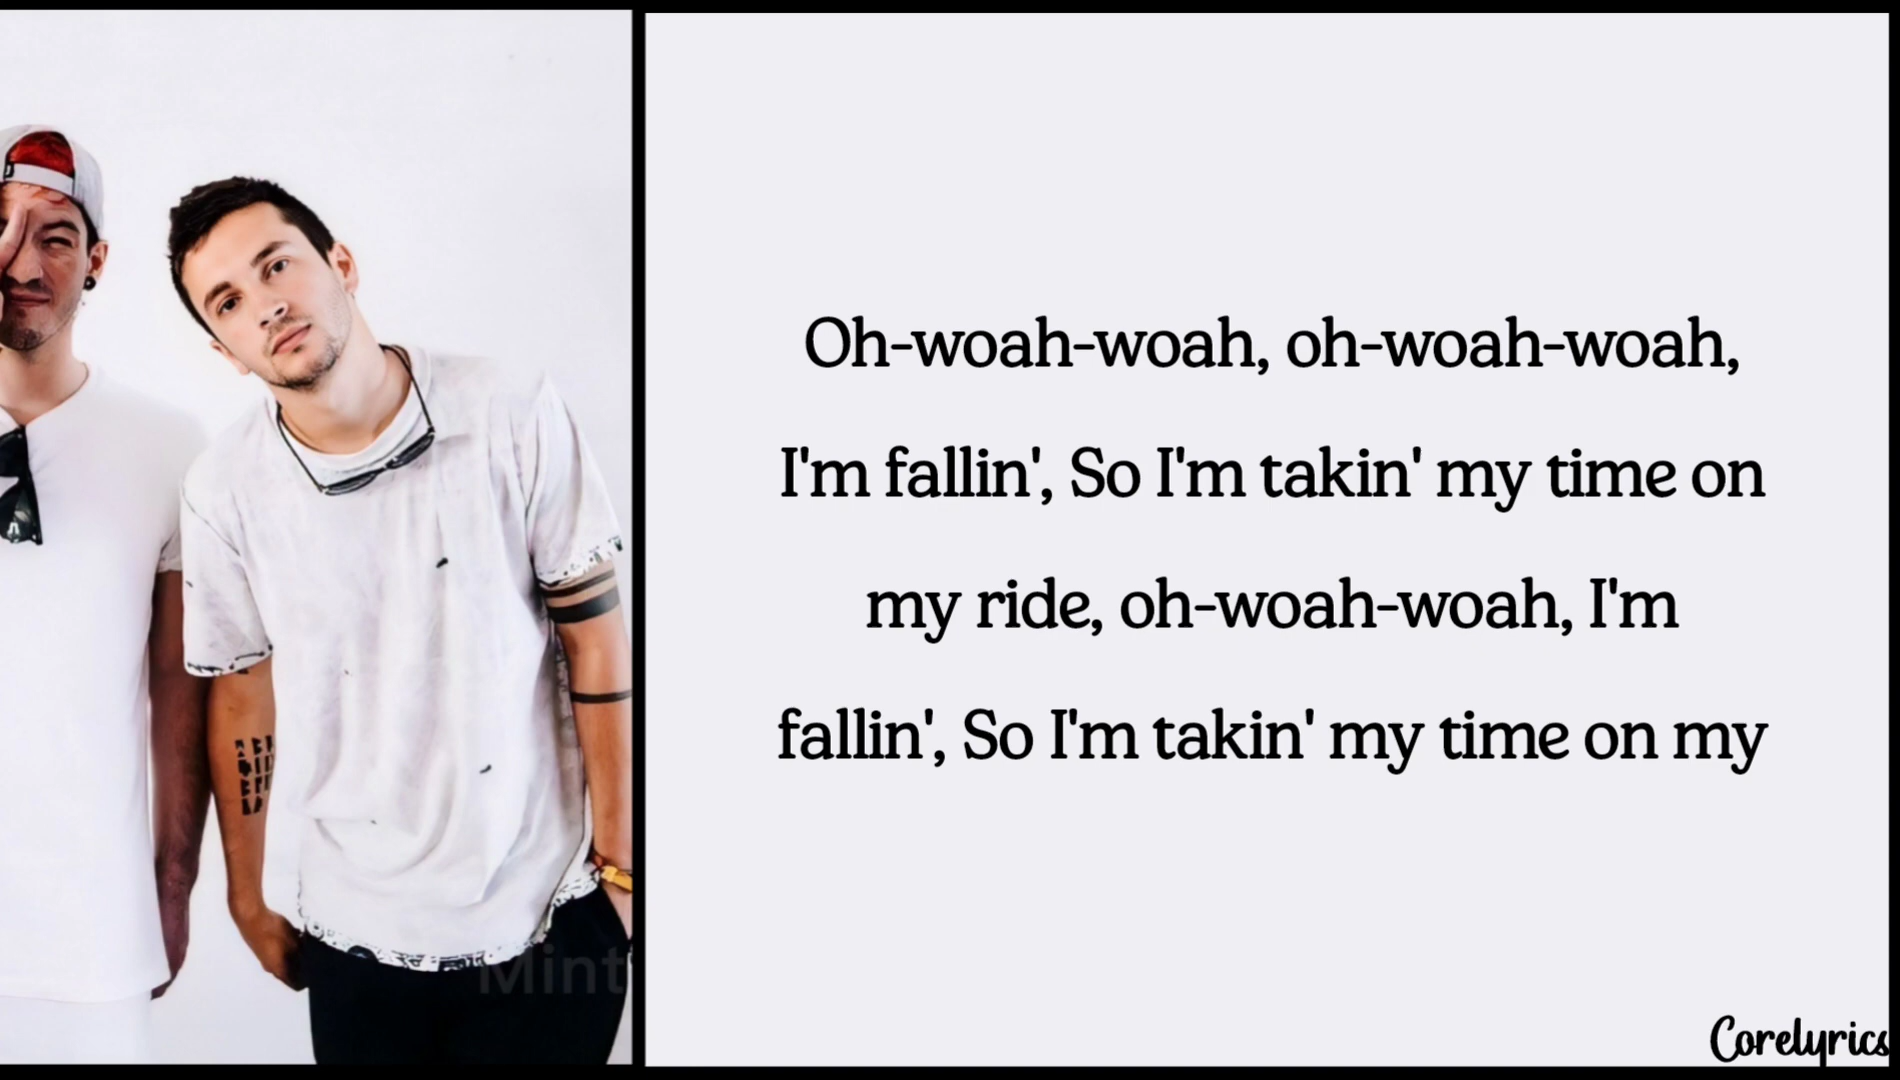 Oh-woah-woah, oh-woah-woah,
I'm fallin', So I'm takin' my time on
my ride, oh-woah-woah, I'm
fallin', So I'm takin' my time on my
Mint
Corelyrics